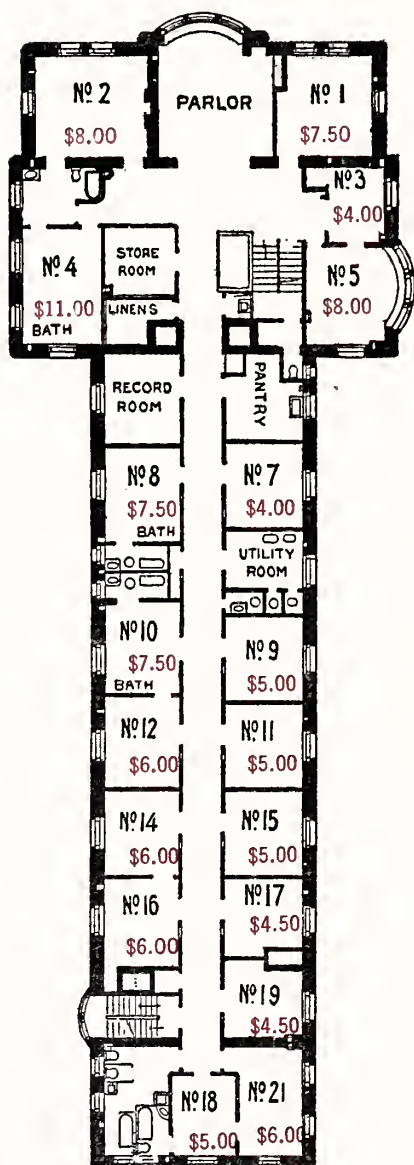 Nº 2
$8.00
PARLOR
Nº 1
$7.50
Nº 3
$4.00
Nº 4
$11.00
BATH
STORE
ROOM
LINENS
Nº 5
$8.00
RECORD
ROOM
PANTRY
Nº 8
$7.50
BATH
Nº 7
$4.00
UTILITY
ROOM
Nº 10
$7.50
BATH
Nº 9
$5.00
Nº 12
$6.00
Nº 11
$5.00
Nº 14
$6.00
Nº 15
$5.00
Nº 16
$6.00
Nº 17
$4.50
Nº 19
$4.50
Nº 18
$5.00
Nº 21
$6.00